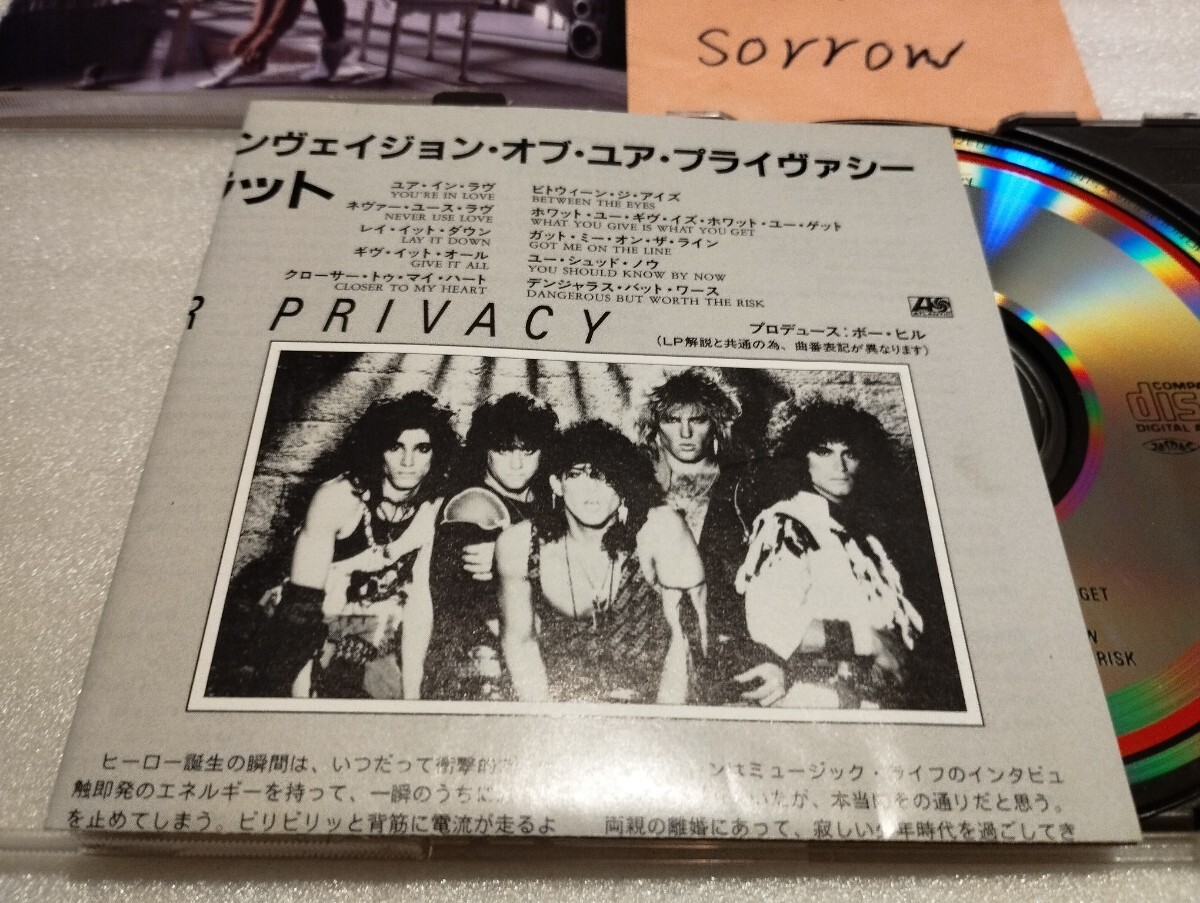 sorrow
ンヴェイジョン・オブ・ユア・プライヴァシー
ラット
ユア・イン・ラヴ
YOU'RE IN LOVE
ネヴァー・ユース・ラヴ
NEVER USE LOVE
レイ・イット・ダウン
LAY IT DOWN
ギヴ・イット・オール
GIVE IT ALL
クローサー・トゥ・マイ・ハート
CLOSER TO MY HEART
ビトウィーン・ジ・アイズ
BETWEEN THE EYES
ホワット・ユー・ギヴ・イズ・ホワット・ユー・ゲット
WHAT YOU GIVE IS WHAT YOU GET
ガット・ミー・オン・ザ・ライン
GOT ME ON THE LINE
ユー・シュッド・ノウ
YOU SHOULD KNOW BY NOW
デンジャラス・バット・ワース
DANGEROUS BUT WORTH THE RISK
R PRIVACY
ATLANTIC
プロデュース：ボー・ヒル
(LP解説と共通の為、曲番表記が異なります)
ヒーロー誕生の瞬間は、いつだって衝撃的
触即発のエネルギーを持って、一瞬のうちに
を止めてしまう。ビリビリッと背筋に電流が走るよ
ンはミュージック・ライフのインタビュ
いたが、本当にその通りだと思う。
両親の離婚にあって、寂しい少年時代を過ごしてき
COMPA
disc
DIGITAL A
GET
W
RISK